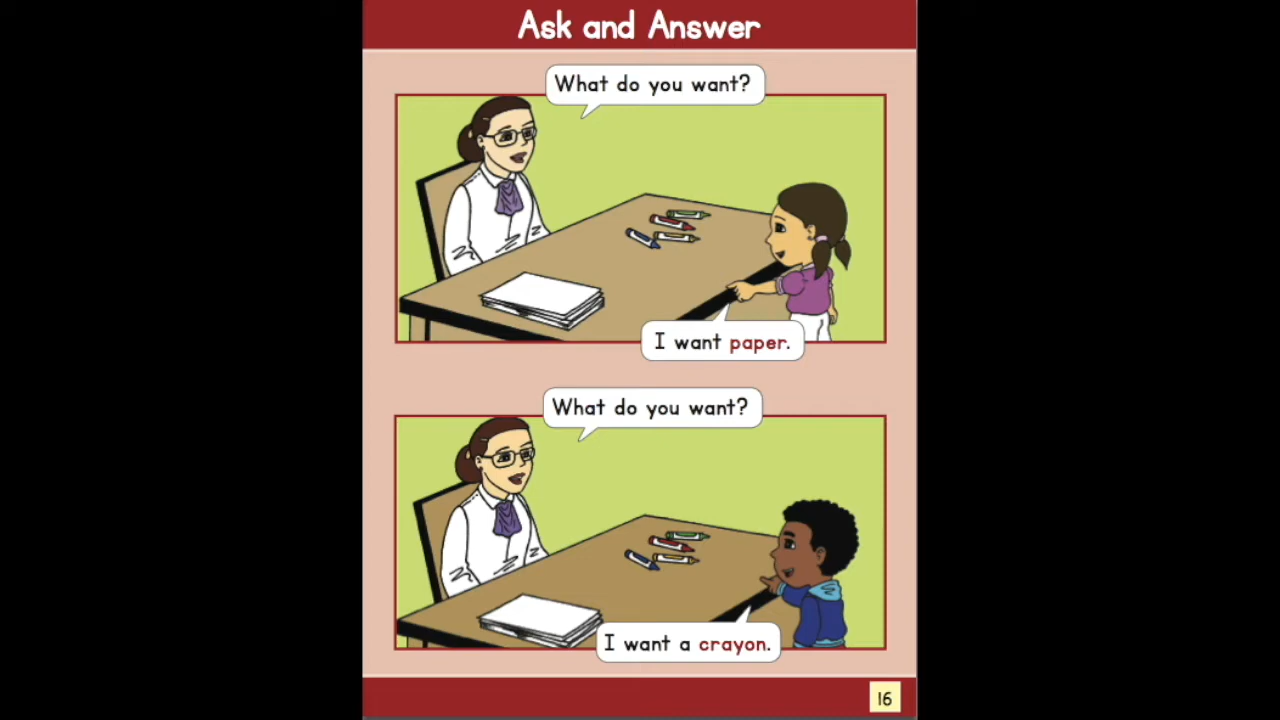 Ask and Answer
What do you want?
I want paper.
What do you want?
I want a crayon.
16